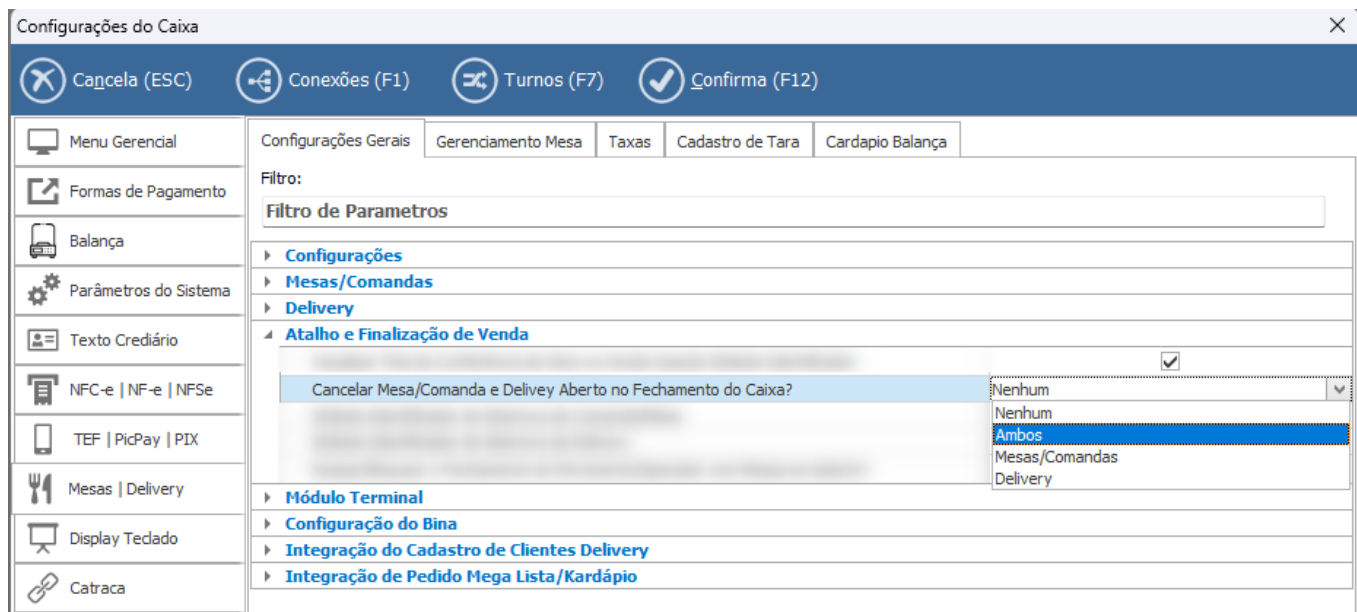 Configurações do Caixa
Cancela (ESC)
Conexões (F1)
Turnos (F7)
Confirma (F12)
Menu Gerencial
Formas de Pagamento
Balança
Parâmetros do Sistema
Texto Crediário
NFC-e | NF-e | NFSe
TEF | PicPay | PIX
Mesas | Delivery
Display Teclado
Catraca
Configurações Gerais
Gerenciamento Mesa
Taxas
Cadastro de Tara
Cardapio Balança
Filtro:
Filtro de Parametros
Configurações
Mesas/Comandas
Delivery
Atalho e Finalização de Venda
Cancelar Mesa/Comanda e Delivey Aberto no Fechamento do Caixa?
Nenhum
Nenhum
Ambos
Mesas/Comandas
Delivery
Módulo Terminal
Configuração do Bina
Integração do Cadastro de Clientes Delivery
Integração de Pedido Mega Lista/Kardápio